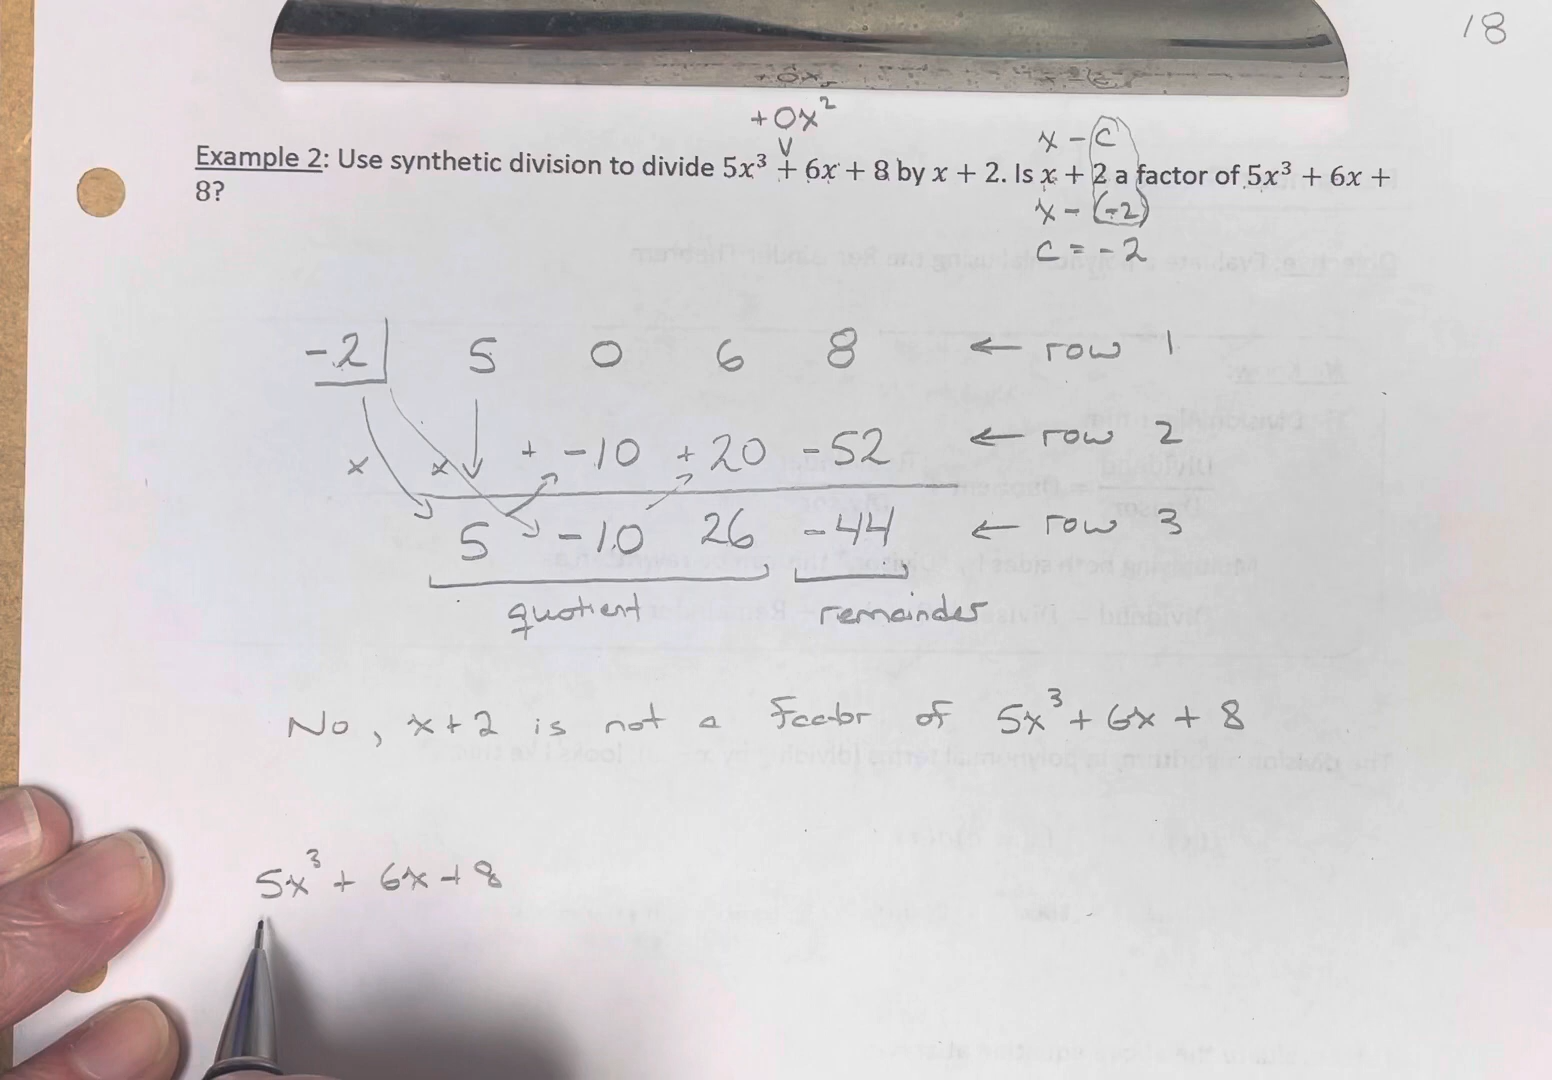 18
+0x²
x - c
Example 2: Use synthetic division to divide 5x³ + 6x + 8 by x + 2. Is x + 2 a factor of 5x³ + 6x +
8?
x - (-2)
c = -2
-2 5 0 6 8 ← row 1
+ -10 + 20 -52 ← row 2
x x
5 -10 26 -44 ← row 3
quotient remainder
No, x+2 is not a factor of 5x³ + 6x + 8
5x³ + 6x + 8